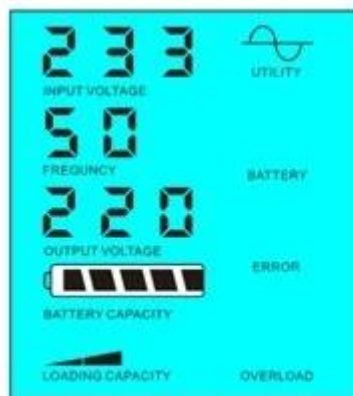 233
INPUT VOLTAGE
UTILITY
50
FREQUNCY
BATTERY
220
OUTPUT VOLTAGE
ERROR
BATTERY CAPACITY
LOADING CAPACITY
OVERLOAD